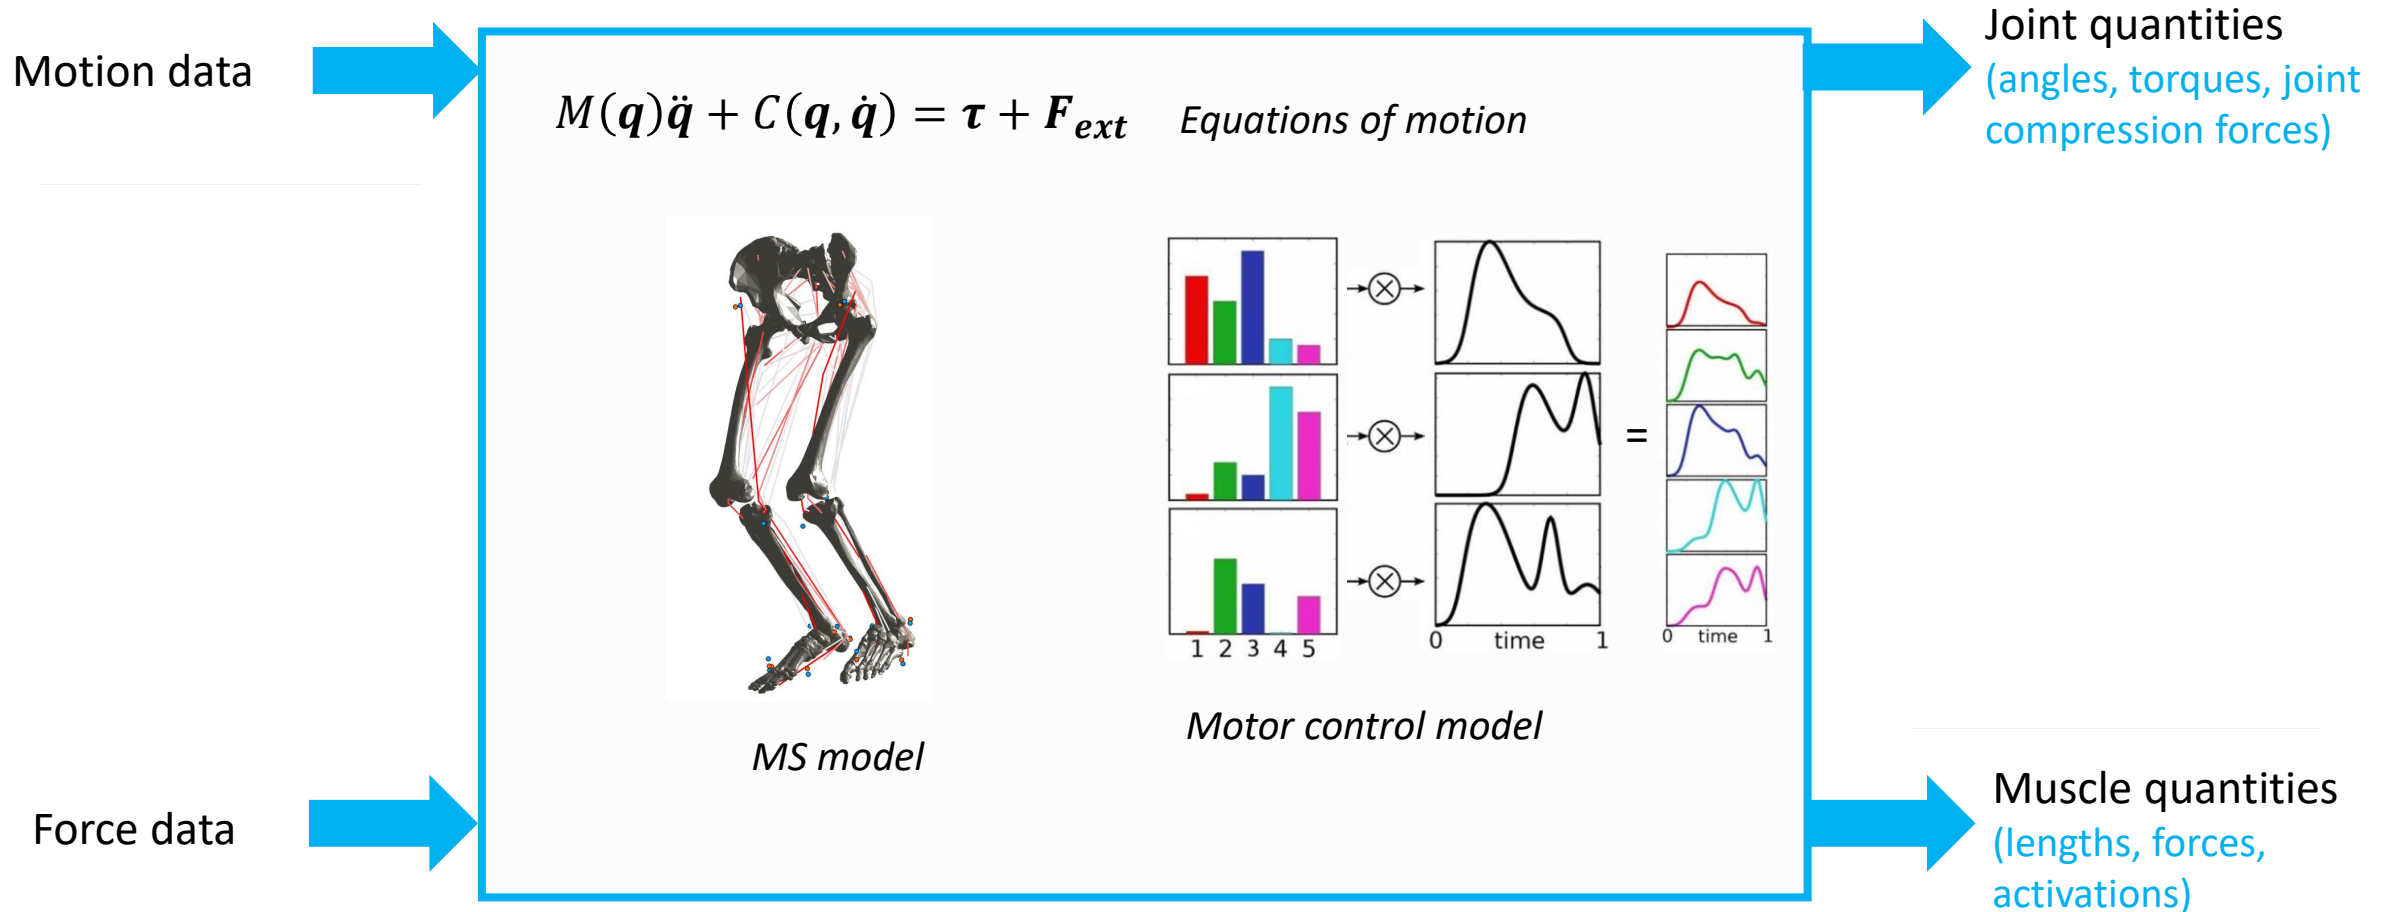 Motion data
Force data
M(q)q̈ + C(q, q̇) = τ + F_ext
Equations of motion
MS model
1 2 3 4 5
0 time 1
=
0 time 1
Motor control model
Joint quantities
(angles, torques, joint
compression forces)
Muscle quantities
(lengths, forces,
activations)